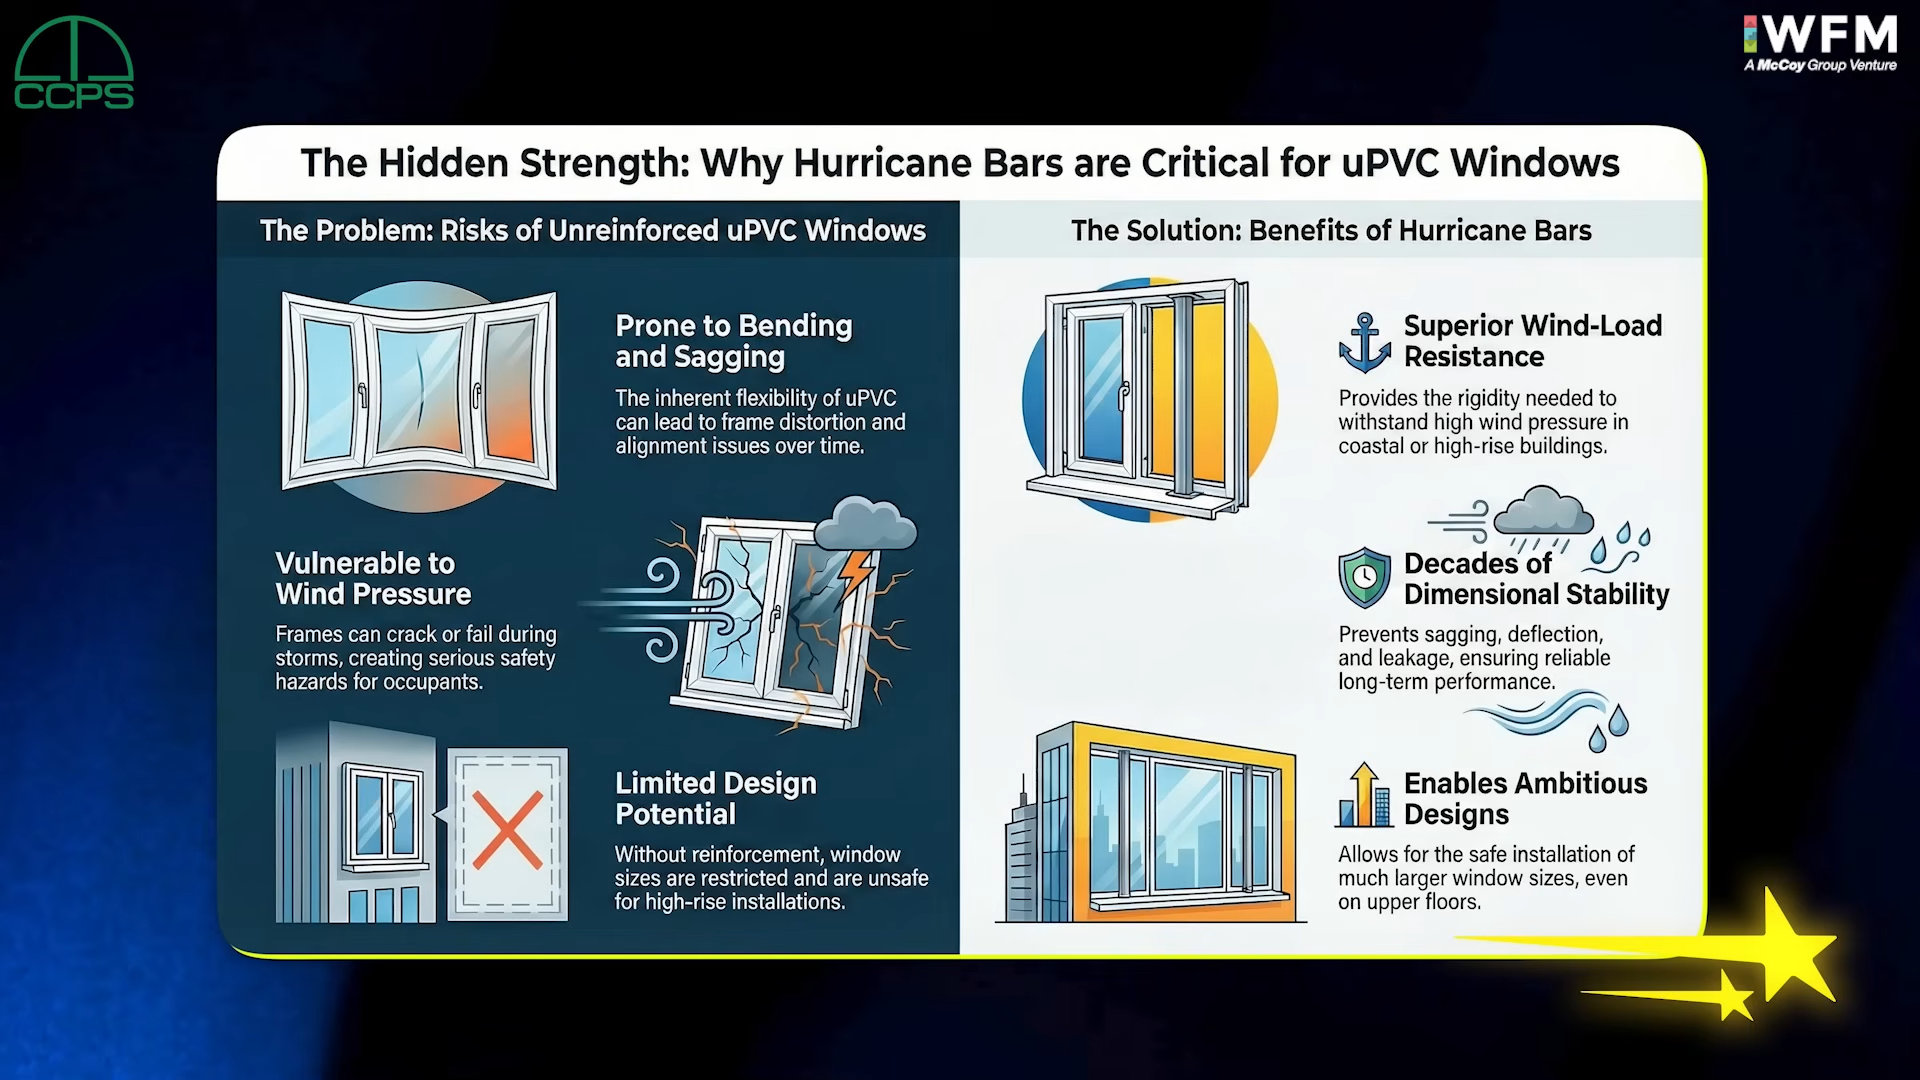 CCPS
WFM
A McCoy Group Venture
The Hidden Strength: Why Hurricane Bars are Critical for uPVC Windows
The Problem: Risks of Unreinforced uPVC Windows
Prone to Bending
and Sagging
The inherent flexibility of uPVC
can lead to frame distortion and
alignment issues over time.
Vulnerable to
Wind Pressure
Frames can crack or fail during
storms, creating serious safety
hazards for occupants.
Limited Design
Potential
Without reinforcement, window
sizes are restricted and are unsafe
for high-rise installations.
The Solution: Benefits of Hurricane Bars
Superior Wind-Load
Resistance
Provides the rigidity needed to
withstand high wind pressure in
coastal or high-rise buildings.
Decades of
Dimensional Stability
Prevents sagging, deflection,
and leakage, ensuring reliable
long-term performance.
Enables Ambitious
Designs
Allows for the safe installation of
much larger window sizes, even
on upper floors.